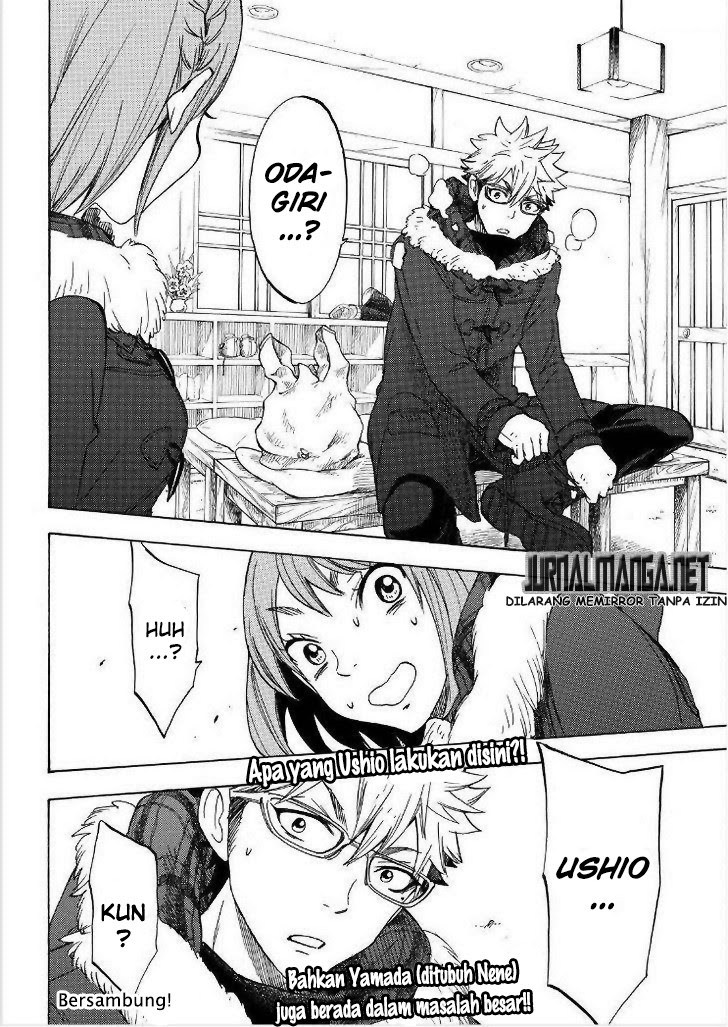 ODA-
GIRI
...?
JURNALMANGA.NET
DILARANG MEMIRROR TANPA IZIN
HUH
...?
Apa yang Ushio lakukan disini?!
USHIO
...
KUN
?
Bahkan Yamada (ditubuh Nene)
juga berada dalam masalah besar!!
Bersambung!